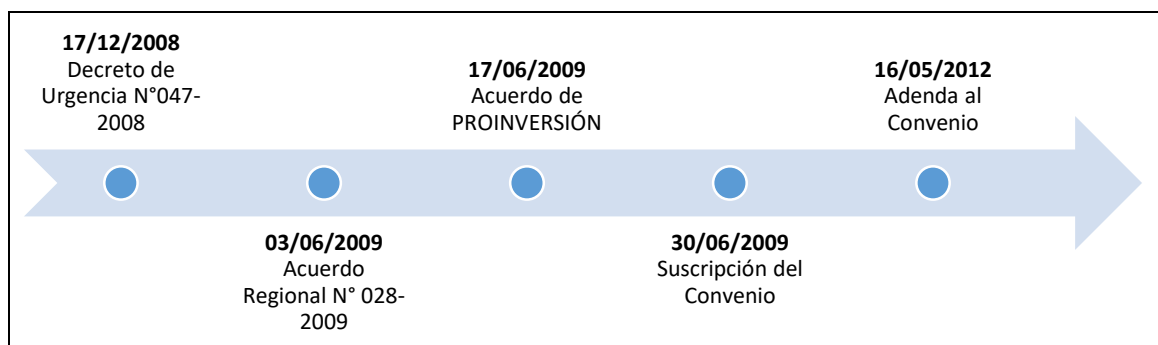 17/12/2008
Decreto de
Urgencia N°047-
2008
03/06/2009
Acuerdo
Regional N° 028-
2009
17/06/2009
Acuerdo de
PROINVERSIÓN
30/06/2009
Suscripción del
Convenio
16/05/2012
Adenda al
Convenio